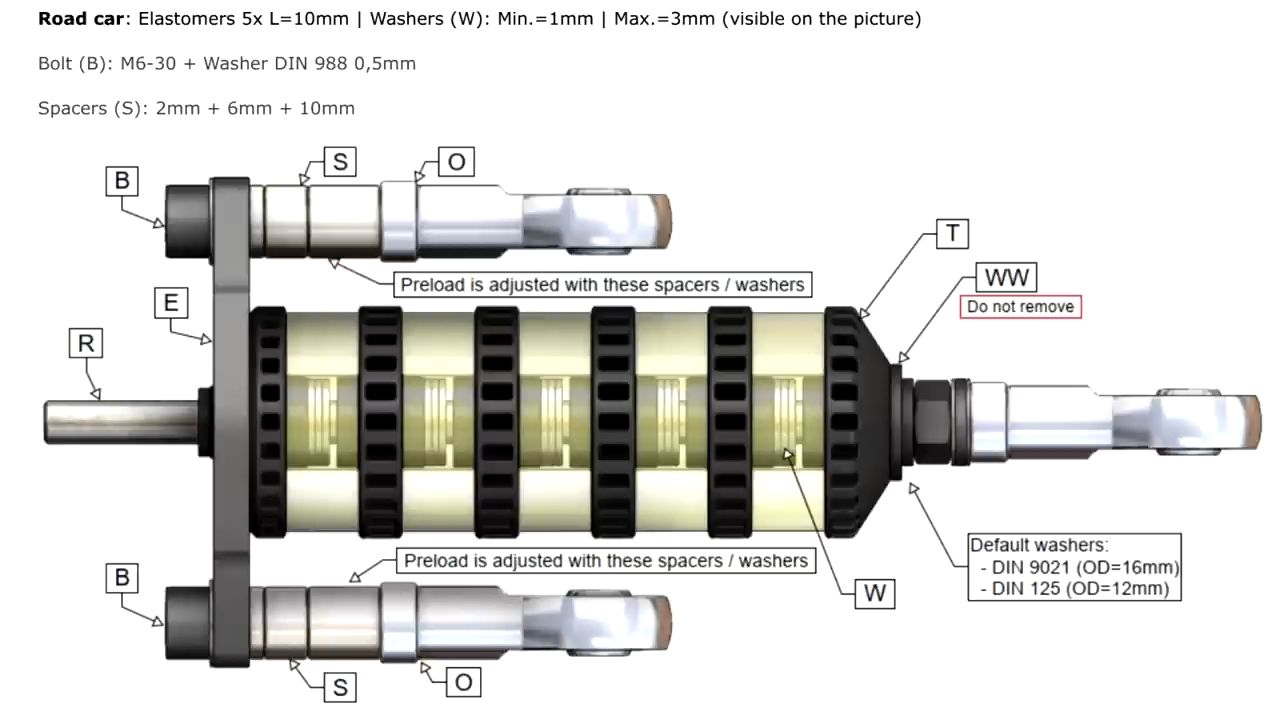 Road car: Elastomers 5x L=10mm | Washers (W): Min.=1mm | Max.=3mm (visible on the picture)
Bolt (B): M6-30 + Washer DIN 988 0,5mm
Spacers (S): 2mm + 6mm + 10mm
S
O
B
T
WW
Preload is adjusted with these spacers / washers
Do not remove
E
R
Default washers:
- DIN 9021 (OD=16mm)
- DIN 125 (OD=12mm)
Preload is adjusted with these spacers / washers
B
W
S
O